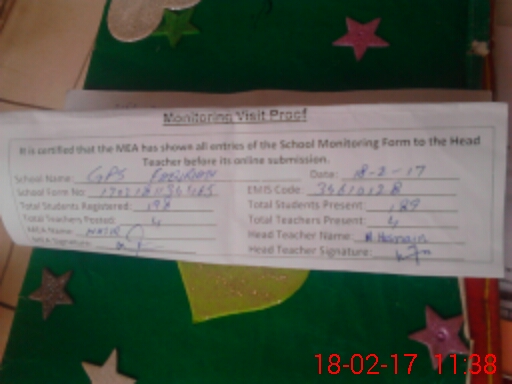 Monitoring Visit Proof
It is certified that the MEA has shown all entries of the School Monitoring Form to the Head
Teacher before its online submission.
School Name: GPS Date: 18-2-17
School Form No: EMIS Code:
Total Students Registered: 198 Total Students Present: 189
Total Teachers Posted: 4 Total Teachers Present: 4
MEA Name: Head Teacher Name: Hasnain
MEA Signature: Head Teacher Signature:
18-02-17 11:38